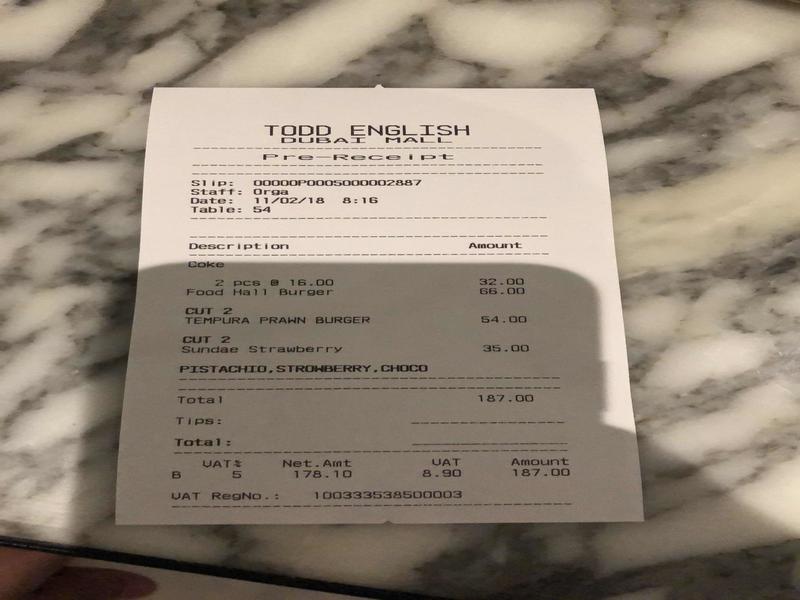 TODD ENGLISH
DUBAI MALL
Pre-Receipt
Slip: 00000P0005000002887
Staff: Orga
Date: 11/02/18 8:16
Table: 54
Description Amount
Coke
2 pcs @ 16.00 32.00
Food Hall Burger 66.00
CUT 2
TEMPURA PRAWN BURGER 54.00
CUT 2
Sundae Strawberry 35.00
PISTACHIO,STROWBERRY,CHOCO
Total 187.00
Tips:
Total:
VAT% Net.Amt VAT Amount
B 5 178.10 8.90 187.00
VAT RegNo.: 100333538500003